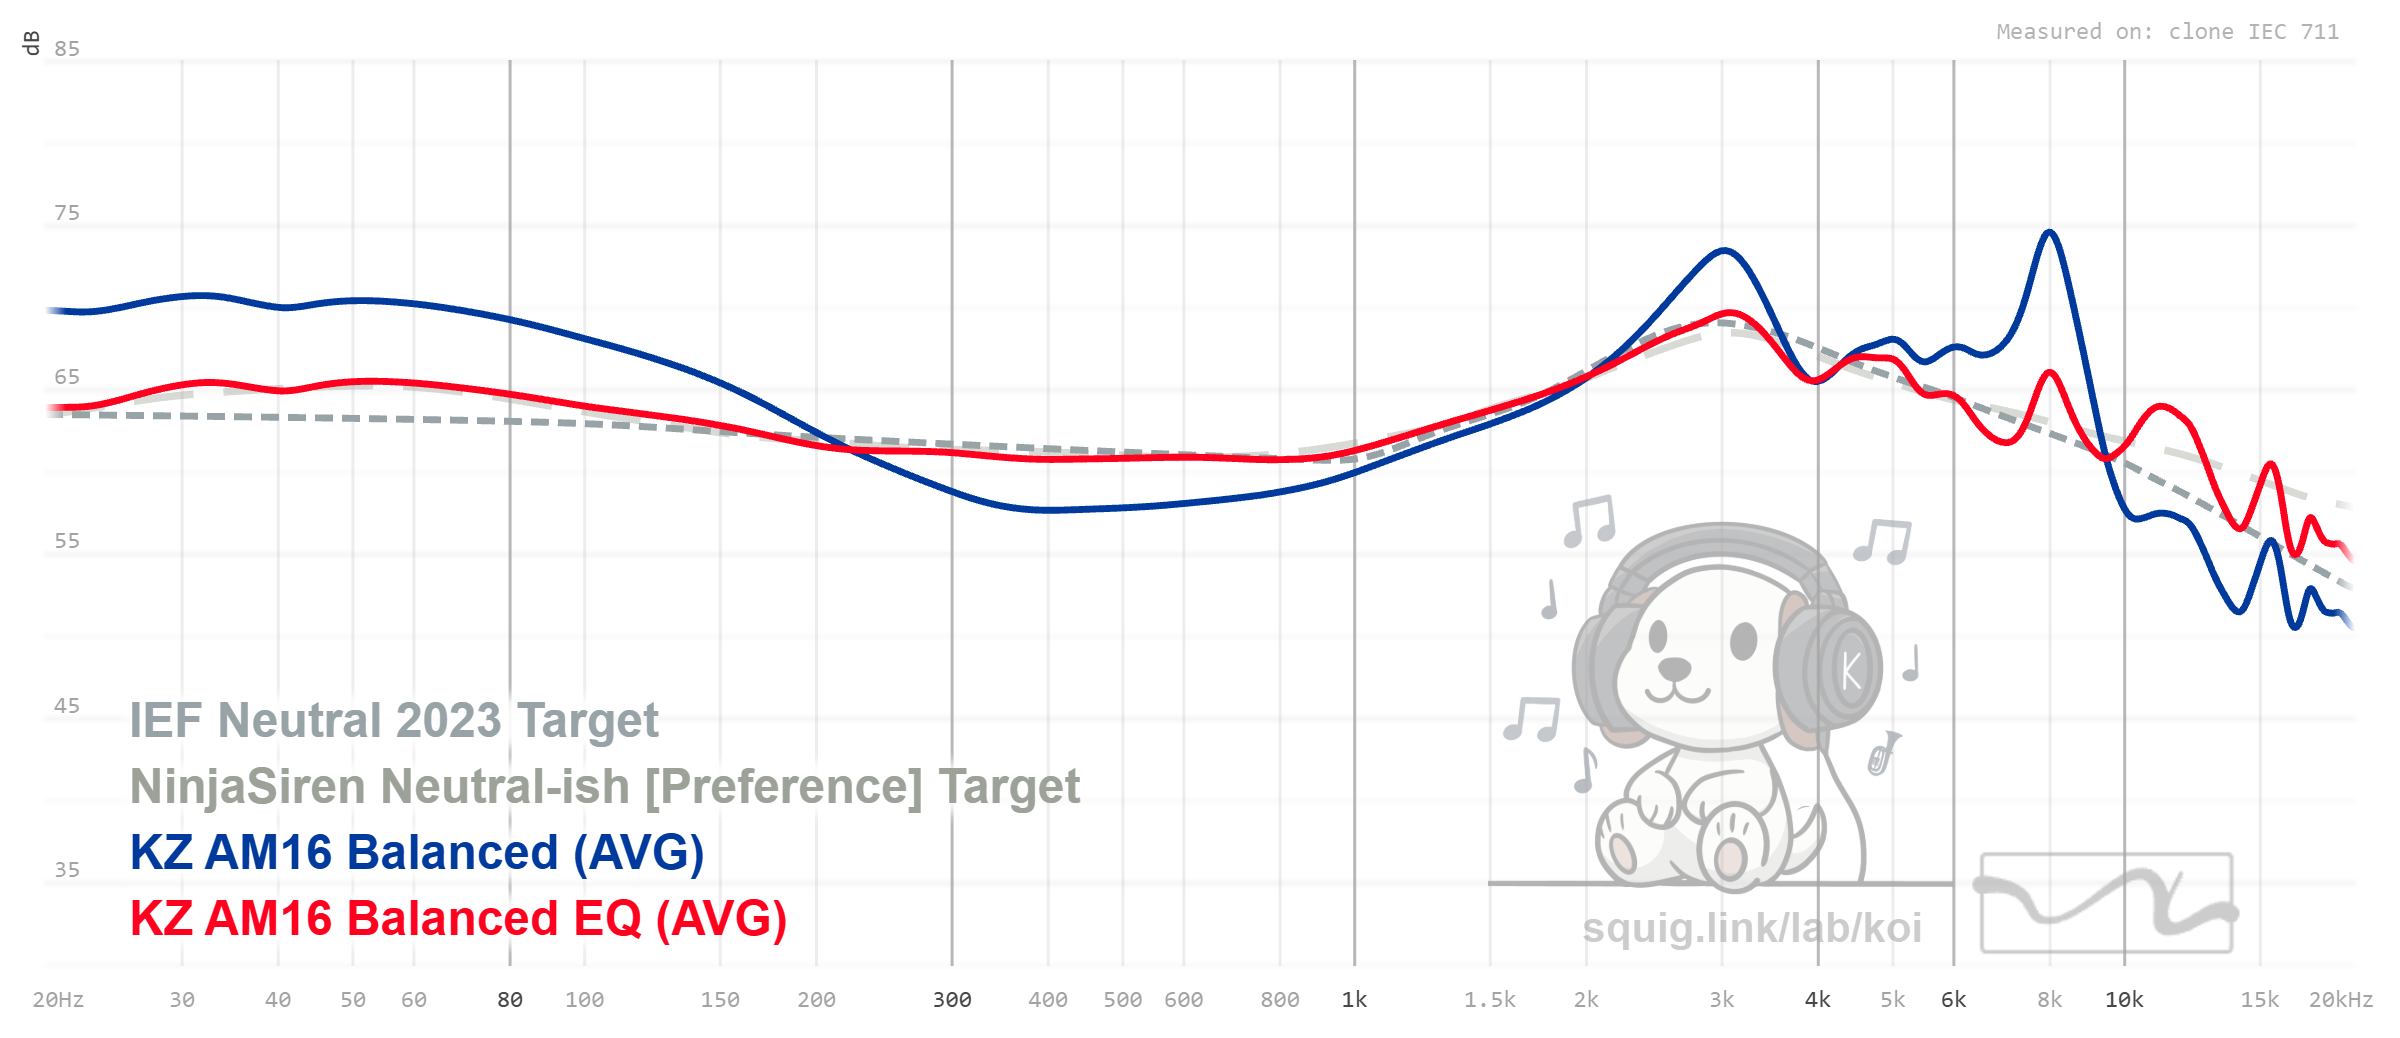 Measured on: clone IEC 711
dB
85
75
65
55
45
35
IEF Neutral 2023 Target
NinjaSiren Neutral-ish [Preference] Target
KZ AM16 Balanced (AVG)
KZ AM16 Balanced EQ (AVG)
K
squig.link/lab/koi
20Hz 30 40 50 60 80 100 150 200 300 400 500 600 800 1k 1.5k 2k 3k 4k 5k 6k 8k 10k 15k 20kHz